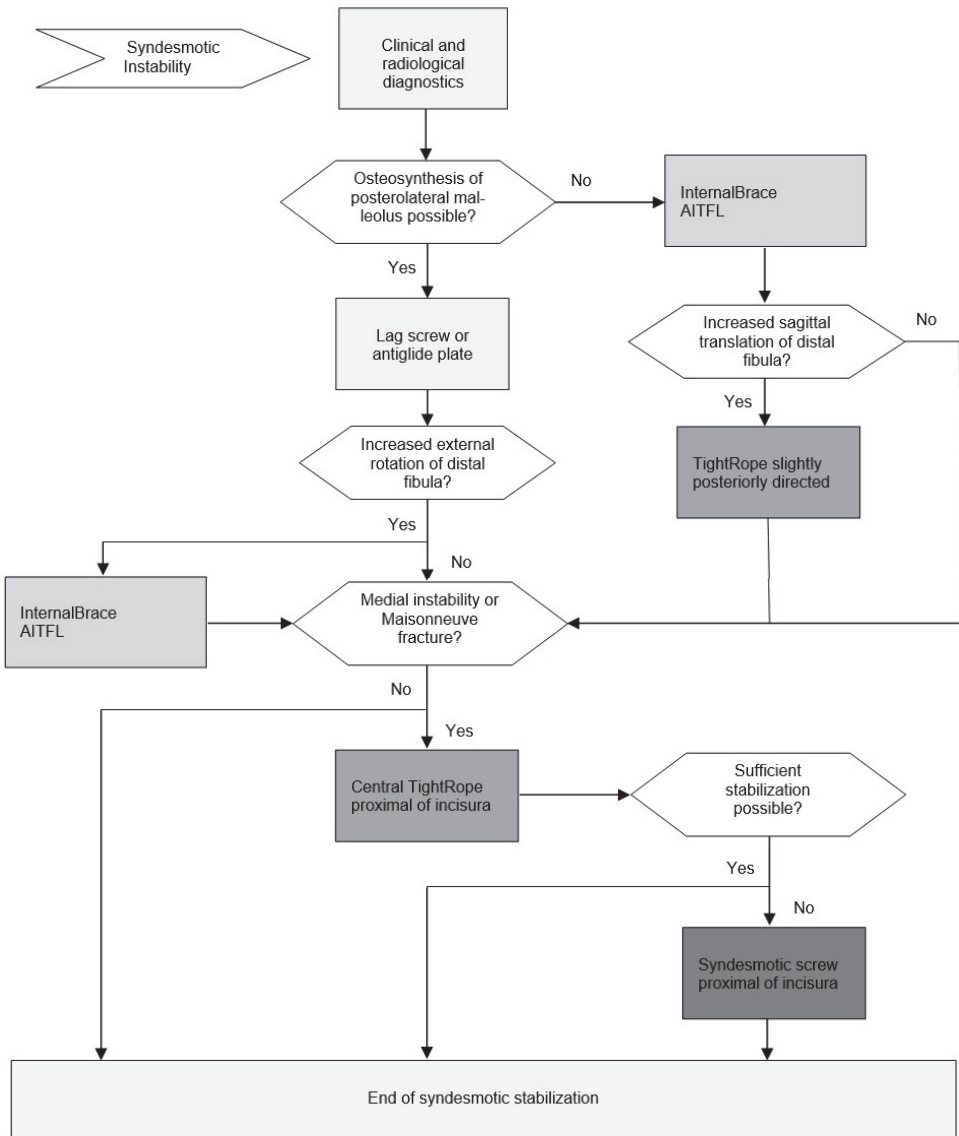 Syndesmotic
Instability
Clinical and
radiological
diagnostics
Osteosynthesis of
posterolateral mal-
leolus possible?
No
InternalBrace
AITFL
Yes
Lag screw or
antiglide plate
Increased sagittal
translation of distal
fibula?
No
Yes
TightRope slightly
posteriorly directed
Increased external
rotation of distal
fibula?
Yes
No
InternalBrace
AITFL
Medial instability or
Maisonneuve
fracture?
No
Yes
Central TightRope
proximal of incisura
Sufficient
stabilization
possible?
Yes
No
Syndesmotic screw
proximal of incisura
End of syndesmotic stabilization